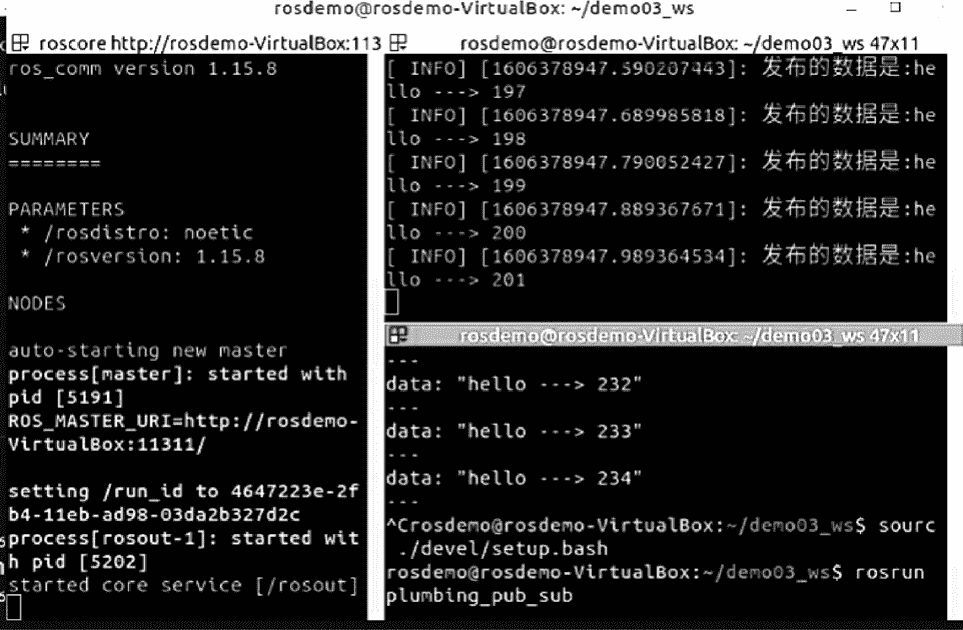 rosdemo@rosdemo-VirtualBox: ~/demo03_ws
roscore http://rosdemo-VirtualBox:113
ros_comm version 1.15.8
SUMMARY
========
PARAMETERS
* /rosdistro: noetic
* /rosversion: 1.15.8
NODES
auto-starting new master
process[master]: started with
pid [5191]
ROS_MASTER_URI=http://rosdemo-
VirtualBox:11311/
setting /run_id to 4647223e-2f
b4-11eb-ad98-03da2b327d2c
process[rosout-1]: started wit
h pid [5202]
started core service [/rosout]
rosdemo@rosdemo-VirtualBox: ~/demo03_ws 47x11
[ INFO] [1606378947.590207443]: 发布的数据是:he
llo ---> 197
[ INFO] [1606378947.689985818]: 发布的数据是:he
llo ---> 198
[ INFO] [1606378947.790052427]: 发布的数据是:he
llo ---> 199
[ INFO] [1606378947.889367671]: 发布的数据是:he
llo ---> 200
[ INFO] [1606378947.989364534]: 发布的数据是:he
llo ---> 201
rosdemo@rosdemo-VirtualBox: ~/demo03_ws 47x11
---
data: "hello ---> 232"
---
data: "hello ---> 233"
---
data: "hello ---> 234"
---
^Crosdemo@rosdemo-VirtualBox:~/demo03_ws$ sourc
./devel/setup.bash
rosdemo@rosdemo-VirtualBox:~/demo03_ws$ rosrun
plumbing_pub_sub